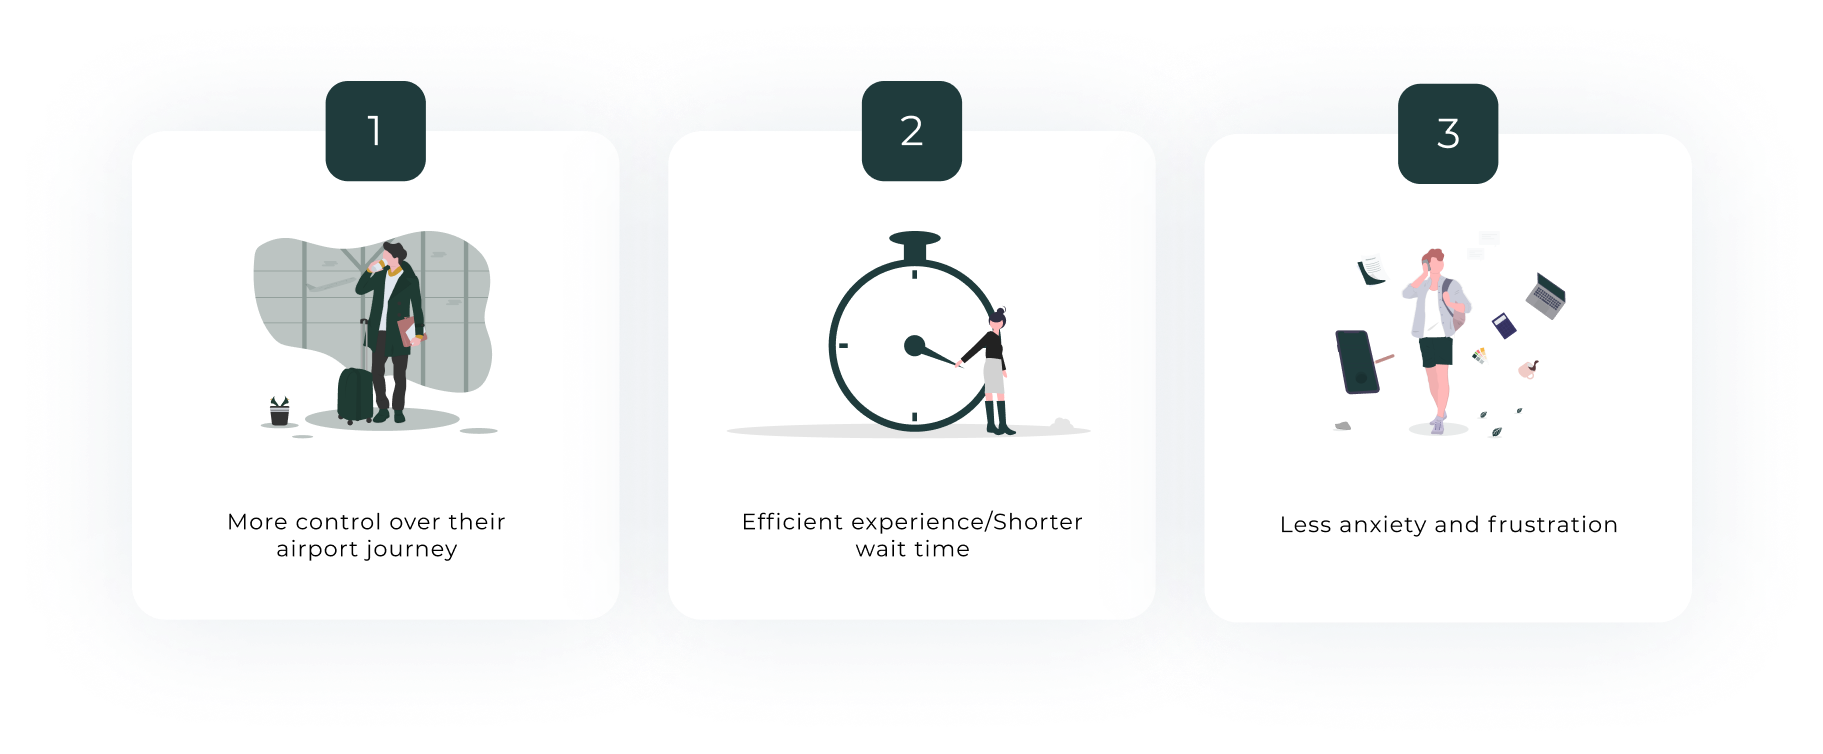 1
More control over their
airport journey
2
Efficient experience/Shorter
wait time
3
Less anxiety and frustration